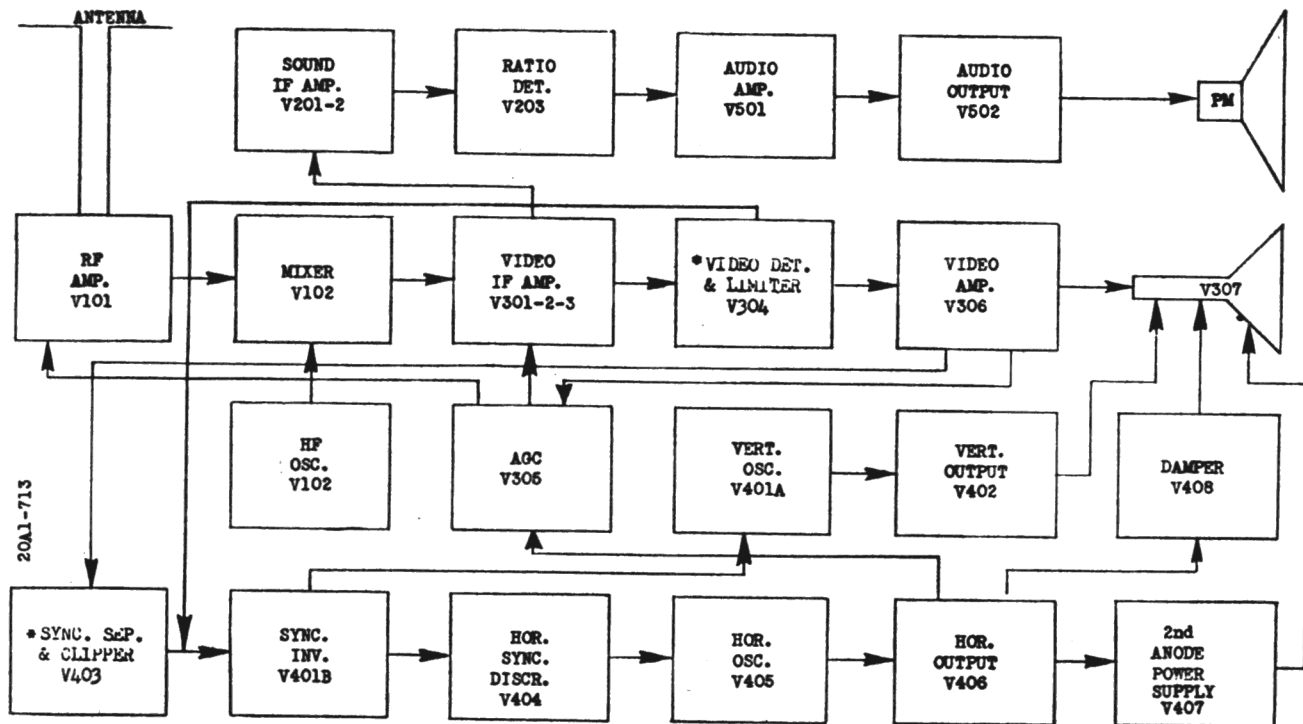 ANTENNA
SOUND
IF AMP.
V201-2
RATIO
DET.
V203
AUDIO
AMP.
V501
AUDIO
OUTPUT
V502
PM
RF
AMP.
V101
MIXER
V102
VIDEO
IF AMP.
V301-2-3
*VIDEO DET.
& LIMITER
V304
VIDEO
AMP.
V306
V307
HF
OSC.
V102
AGC
V305
VERT.
OSC.
V401A
VERT.
OUTPUT
V402
DAMPER
V408
20A1-713
*SYNC. SEP.
& CLIPPER
V403
SYNC.
INV.
V401B
HOR.
SYNC
DISCR.
V404
HOR.
OSC.
V405
HOR.
OUTPUT
V406
2nd
ANODE
POWER
SUPPLY
V407